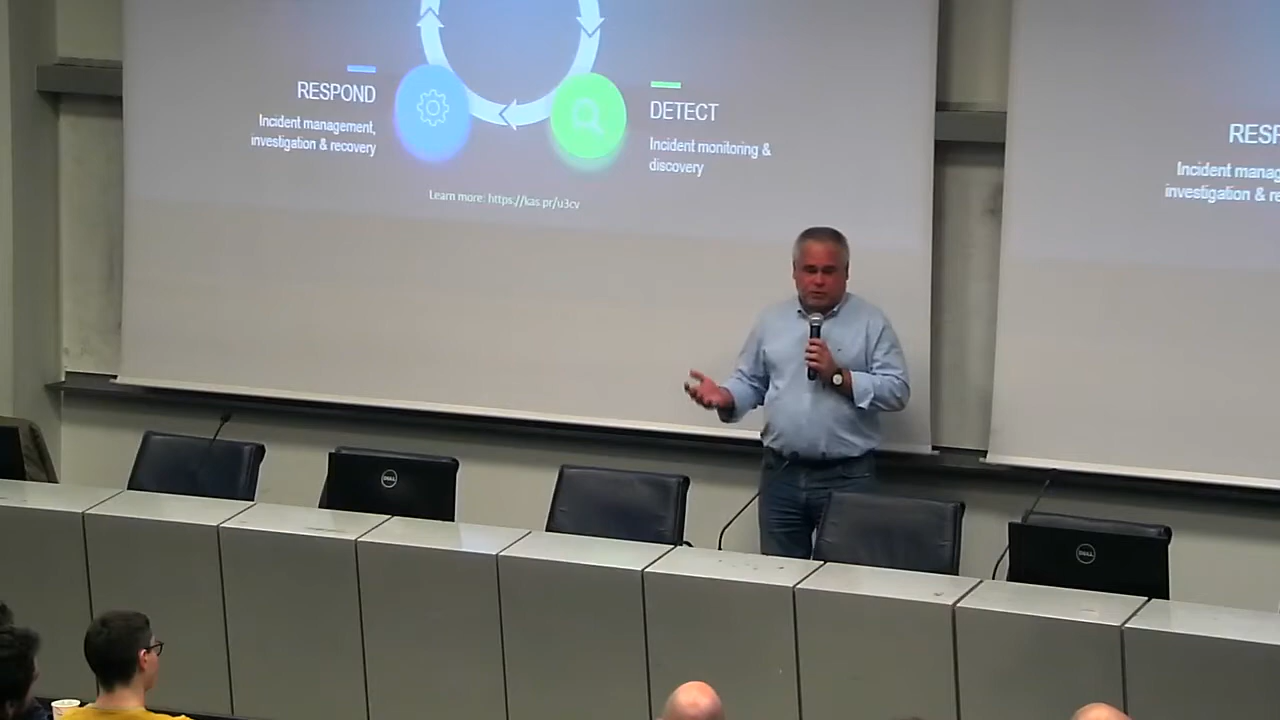 RESPOND
Incident management,
investigation & recovery
DETECT
Incident monitoring &
discovery
Learn more: https://kas.pr/u3cv
RESP
Incident manag
investigation & re
DELL
DELL